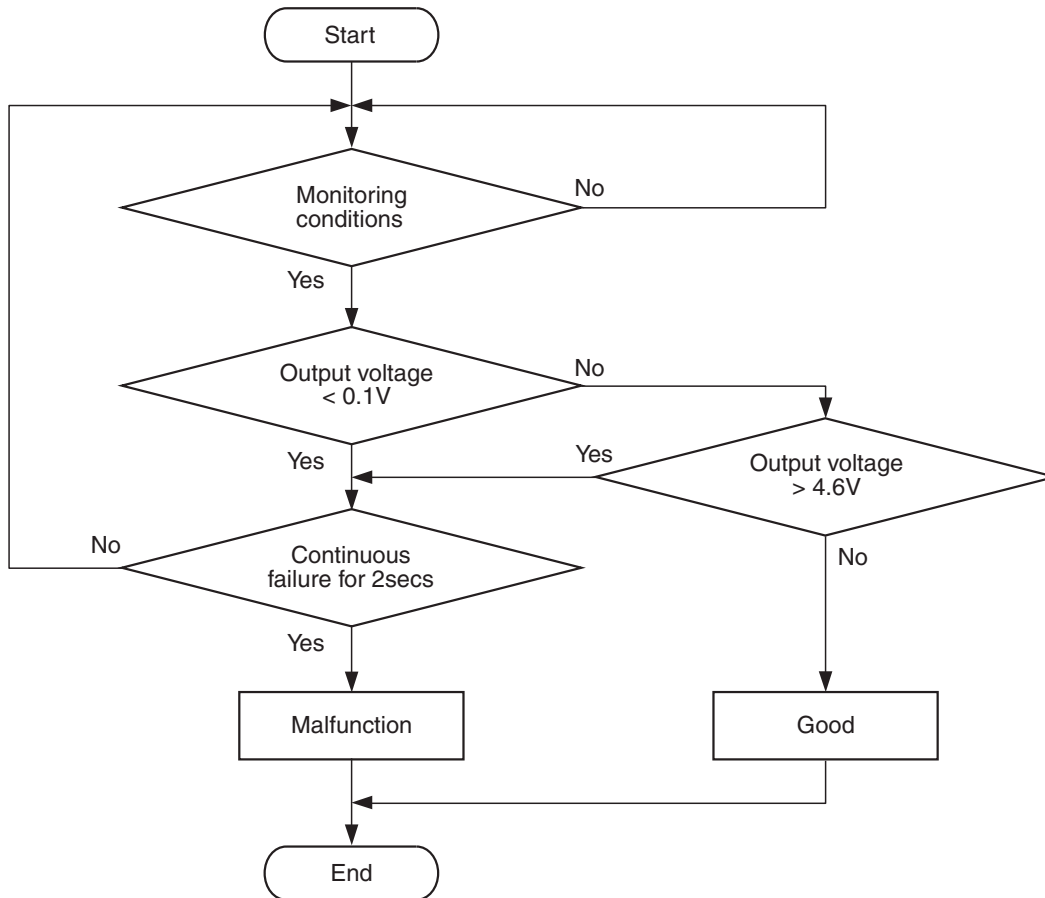 Start
Monitoring
conditions
No
Yes
Output voltage
< 0.1V
No
Yes
Yes
Output voltage
> 4.6V
No
Continuous
failure for 2secs
No
Yes
Malfunction
Good
End